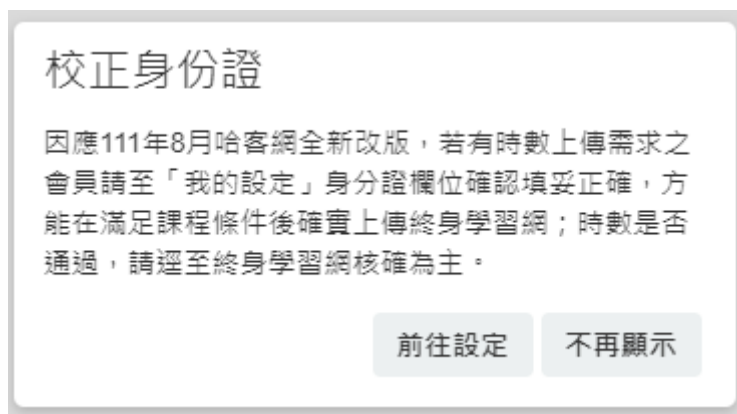 校正身份證
因應111年8月哈客網全新改版，若有時數上傳需求之
會員請至「我的設定」身分證欄位確認填妥正確，方
能在滿足課程條件後確實上傳終身學習網；時數是否
通過，請逕至終身學習網核確為主。
前往設定
不再顯示